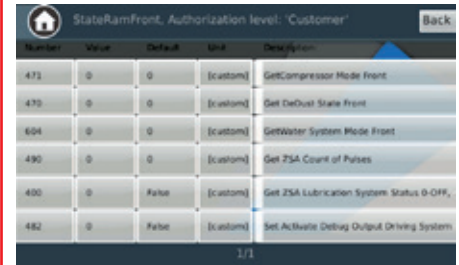 StateRamFront, Authorization level: 'Customer' Back
Number Value Default Unit Description
471 0 0 [custom] GetCompressor Mode Front
470 0 0 [custom] Get DeDust State Front
604 0 0 [custom] GetWater System Mode Front
490 0 0 [custom] Get ZSA Count of Pulses
400 0 False [custom] Get ZSA Lubrication System Status 0-OFF,
482 0 False [custom] Set Activate Debug Output Driving System
1/1